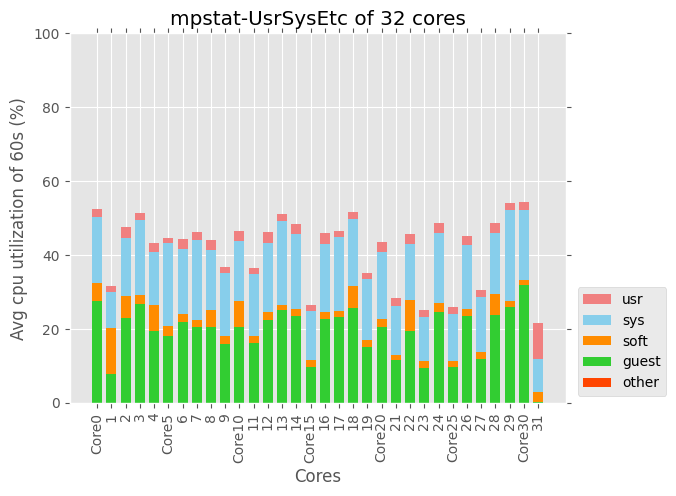 mpstat-UsrSysEtc of 32 cores
Avg cpu utilization of 60s (%)
100
80
60
40
20
0
Core0
1
2
3
4
Core5
6
7
8
9
Core10
11
12
13
14
Core15
16
17
18
19
Core20
21
22
23
24
Core25
26
27
28
29
Core30
31
Cores
usr
sys
soft
guest
other